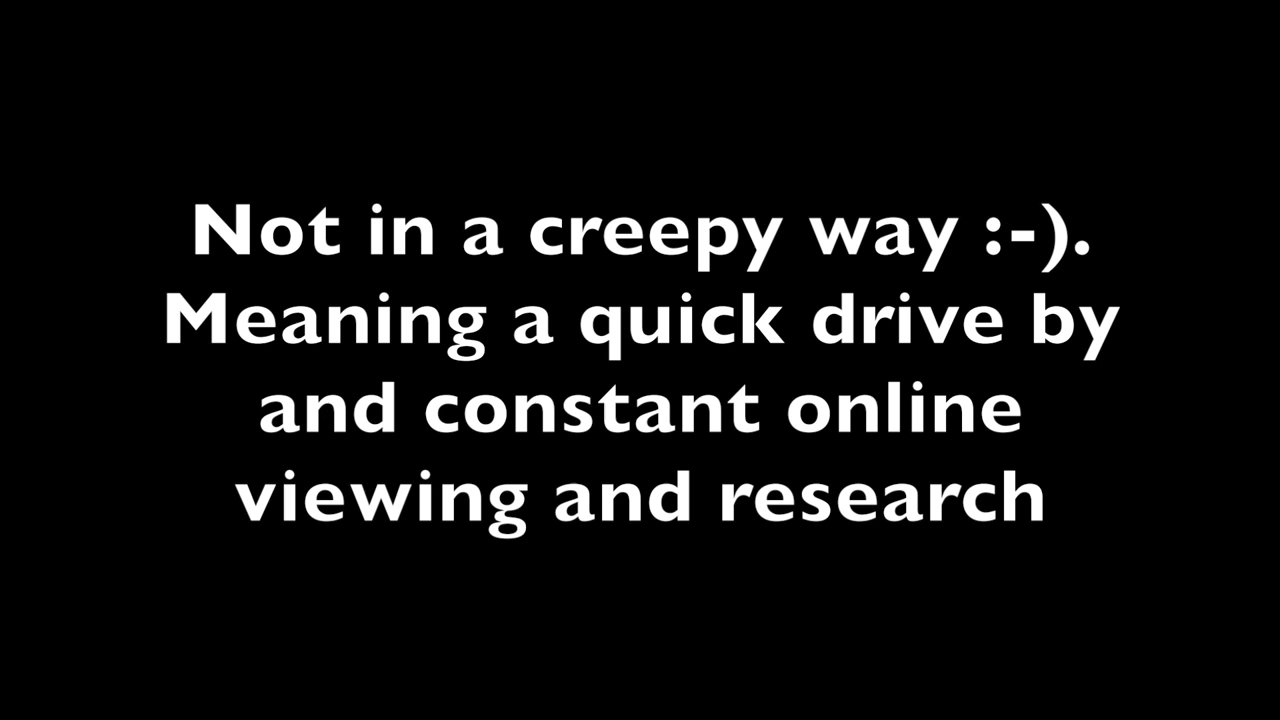 Not in a creepy way :-).
Meaning a quick drive by
and constant online
viewing and research